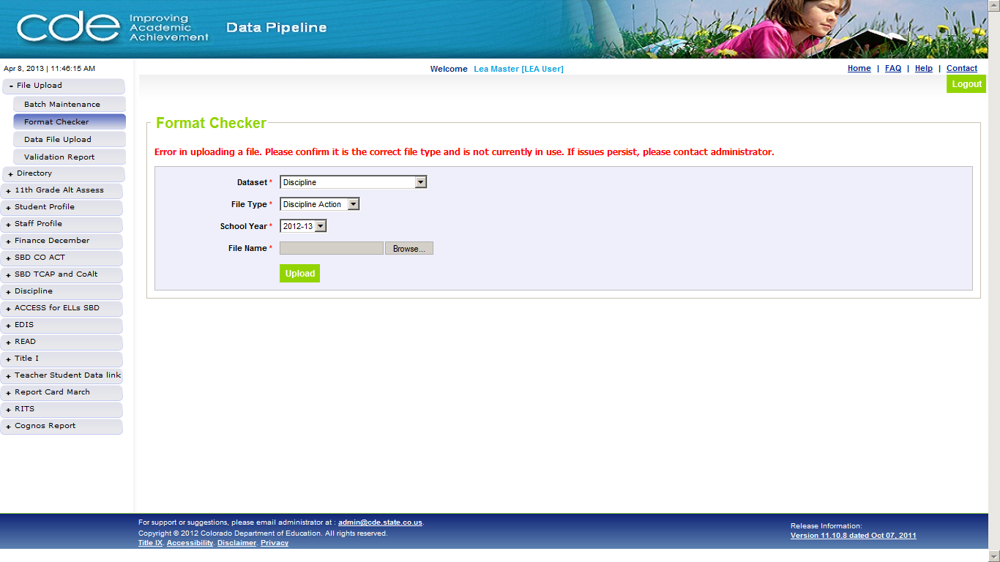 cde Improving
Academic
Achievement
Data Pipeline
Apr 8, 2013 | 11:46:15 AM
Welcome Lea Master [LEA User]
Home | FAQ | Help | Contact
Logout
- File Upload
Batch Maintenance
Format Checker
Data File Upload
Validation Report
+ Directory
+ 11th Grade Alt Assess
+ Student Profile
+ Staff Profile
+ Finance December
+ SBD CO ACT
+ SBD TCAP and CoAlt
+ Discipline
+ ACCESS for ELLs SBD
+ EDIS
+ READ
+ Title I
+ Teacher Student Data link
+ Report Card March
+ RITS
+ Cognos Report
Format Checker
Error in uploading a file. Please confirm it is the correct file type and is not currently in use. If issues persist, please contact administrator.
Dataset * Discipline
File Type * Discipline Action
School Year * 2012-13
File Name * Browse...
Upload
For support or suggestions, please email administrator at : admin@cde.state.co.us.
Copyright © 2012 Colorado Department of Education. All rights reserved.
Title IX, Accessibility, Disclaimer, Privacy
Release Information:
Version 11.10.8 dated Oct 07, 2011